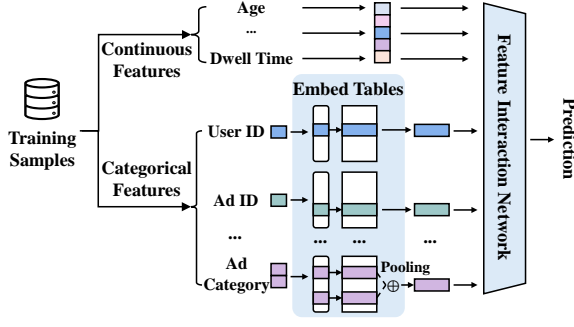 Training
Samples
Continuous
Features
Categorical
Features
Age
...
Dwell Time
Embed Tables
User ID
Ad ID
...
... ...
...
Ad
Category
Pooling
Feature Interaction Network
Prediction